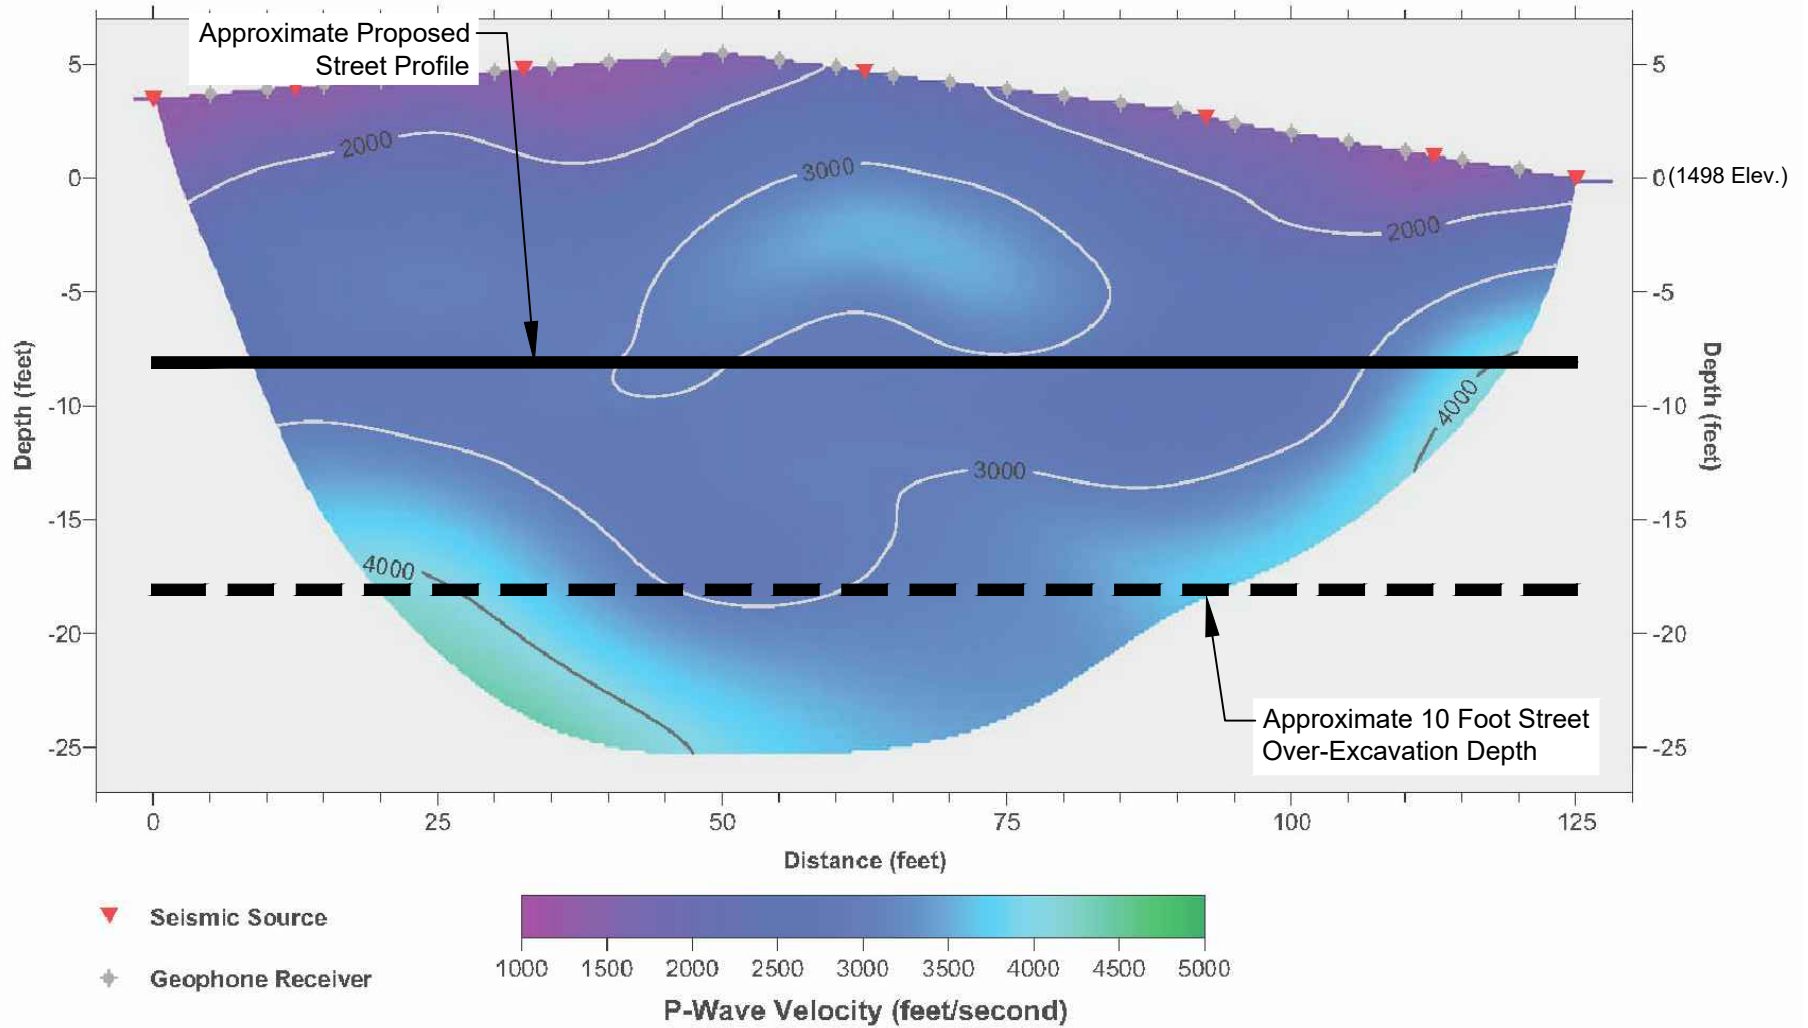 Approximate Proposed
Street Profile
5
0
-5
-10
-15
-20
-25
Depth (feet)
5
0 (1498 Elev.)
-5
-10
-15
-20
-25
Depth (feet)
2000
3000
2000
4000
3000
4000
Approximate 10 Foot Street
Over-Excavation Depth
0 25 50 75 100 125
Distance (feet)
Seismic Source
Geophone Receiver
1000 1500 2000 2500 3000 3500 4000 4500 5000
P-Wave Velocity (feet/second)